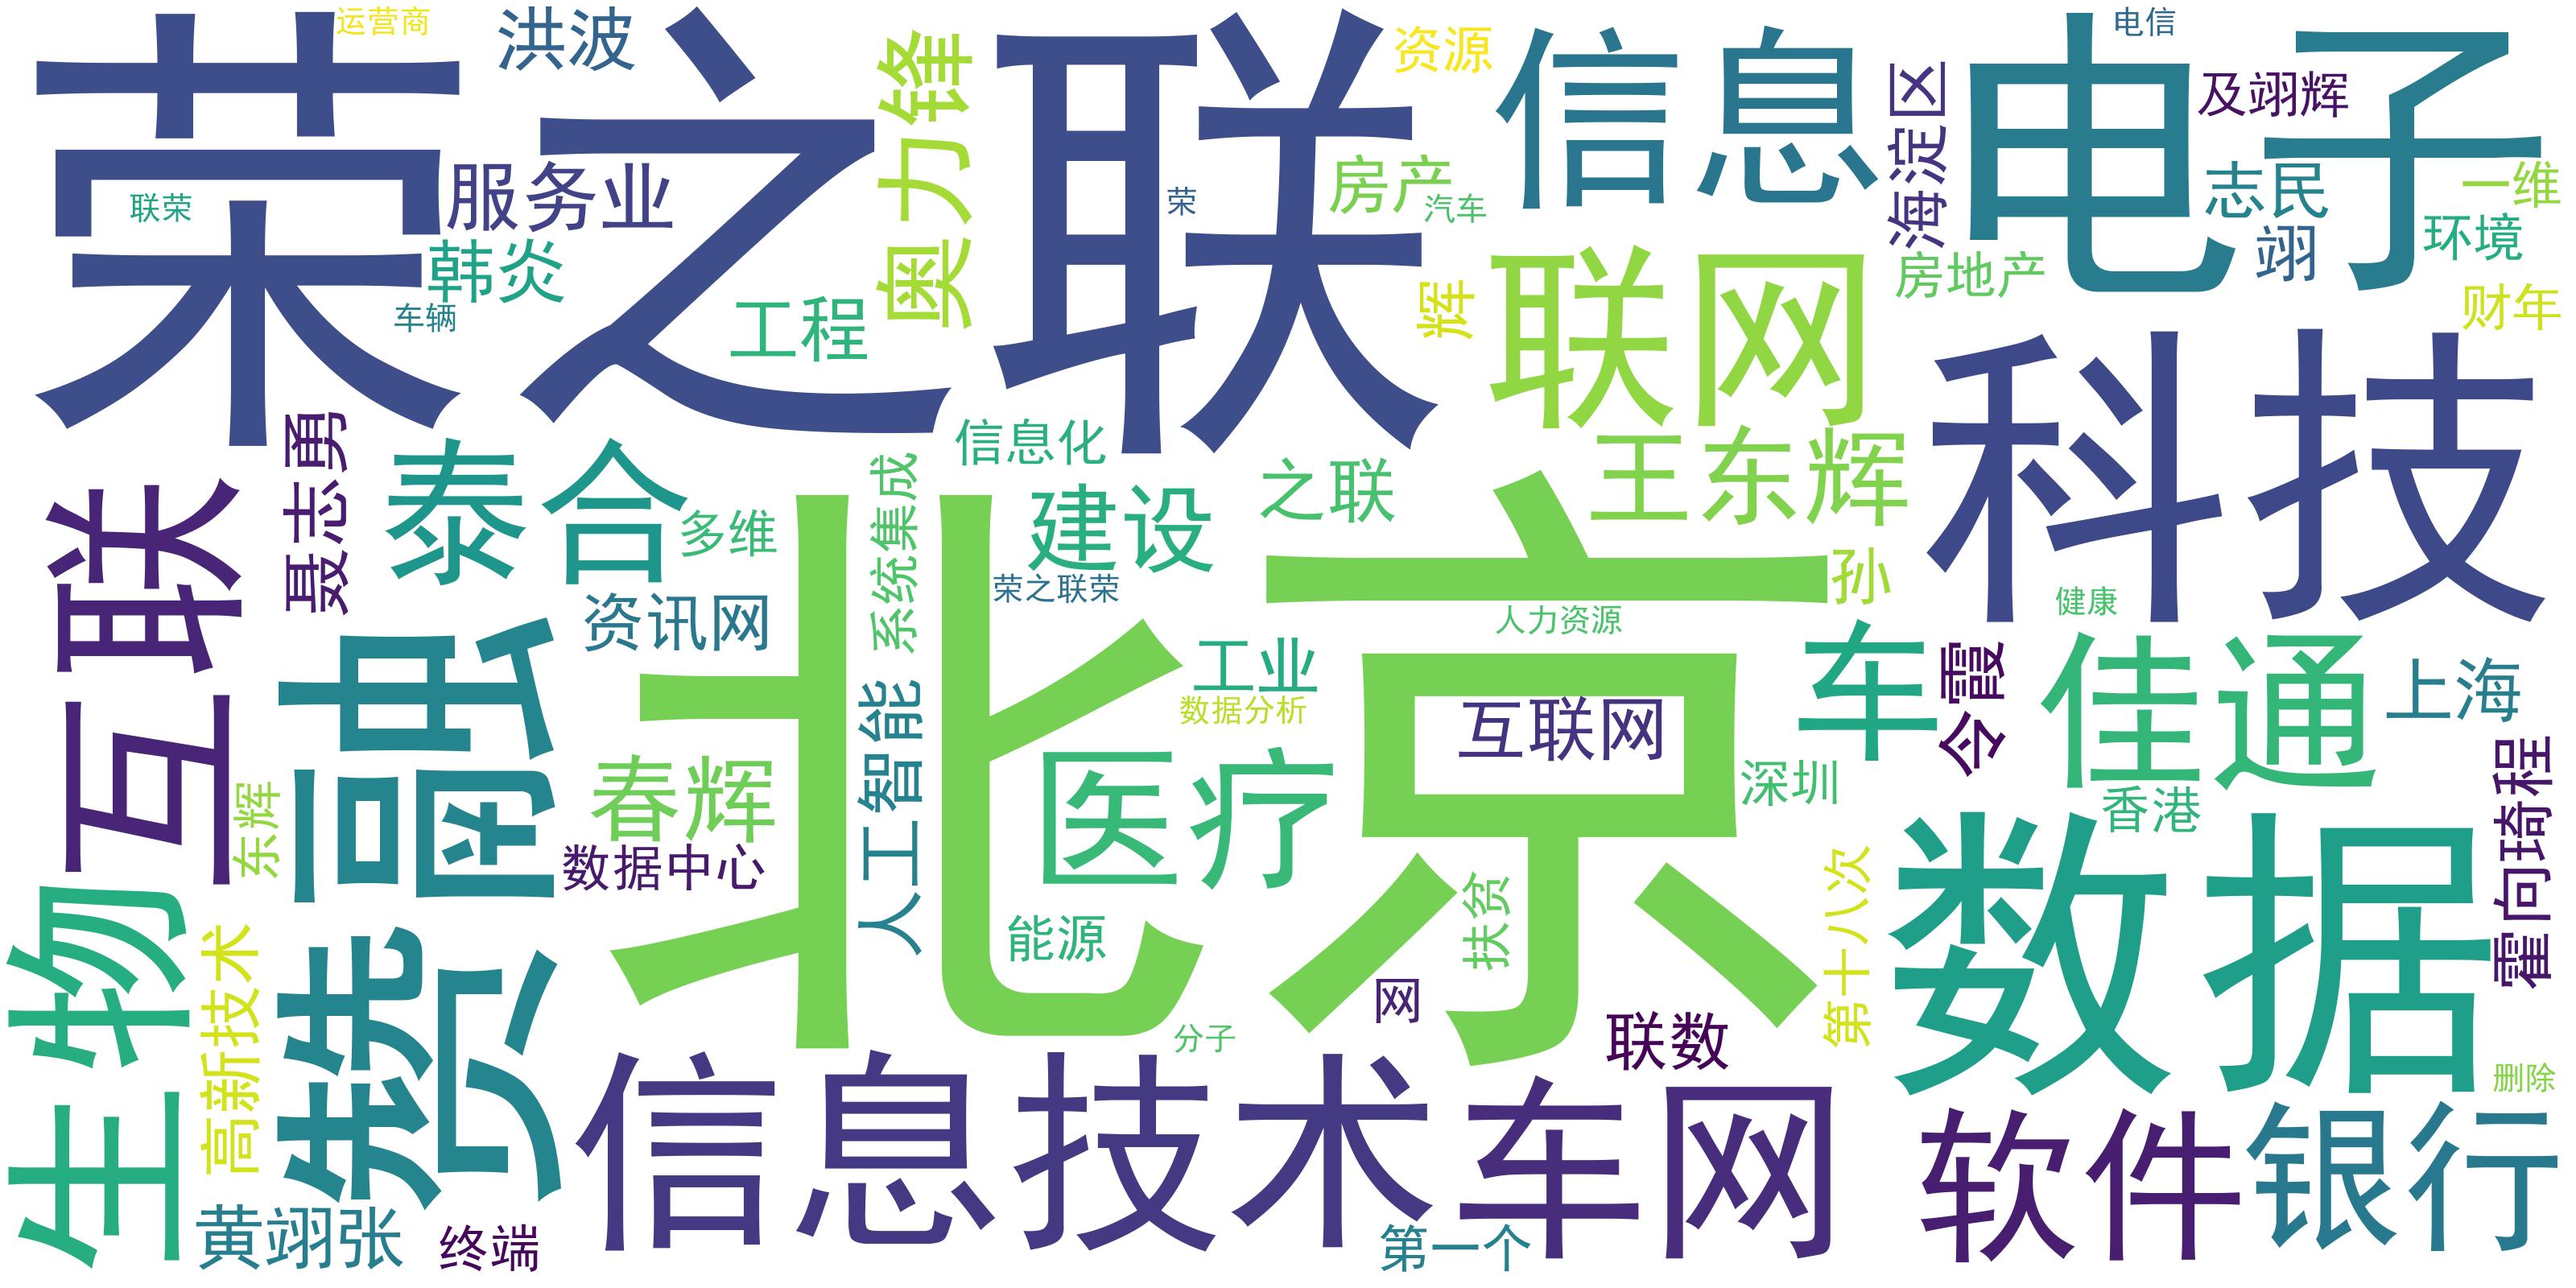 荣之联
运营商
洪波
奥力锋
资源
信息
电子
电信
海淀区
及翊辉
服务业
联荣
荣
房产
汽车
志民
一维
韩炎
车辆
工程
辉
联网
房地产
翊
环境
财年
科技
聂志勇
泰合
信息化
系统集成
建设
之联
王东辉
互联
多维
荣之联荣
北京
孙
资讯网
人力资源
健康
车
今霞
佳通
工业
数据分析
人工智能
互联网
上海
霍向琦程
春辉
医疗
深圳
香港
东辉
数据中心
数据
生物
能源
扶贫
第十八次
高新技术
网
分子
联数
信息技术
车网
软件
银行
删除
黄翊张
终端
第一个